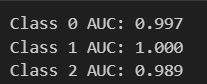 Class 0 AUC: 0.997
Class 1 AUC: 1.000
Class 2 AUC: 0.989